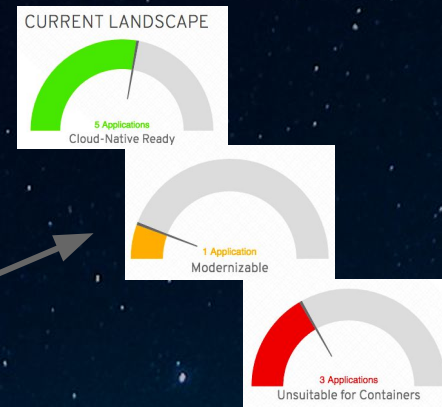 CURRENT LANDSCAPE
5 Applications
Cloud-Native Ready
1 Application
Modernizable
3 Applications
Unsuitable for Containers